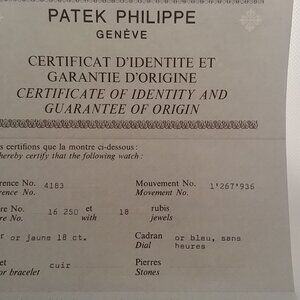 PATEK PHILIPPE
GENÈVE
CERTIFICAT D'IDENTITE ET
GARANTIE D'ORIGINE
CERTIFICATE OF IDENTITY AND
GUARANTEE OF ORIGIN
s certifions que la montre ci-dessous :
hereby certify that the following watch :
rence No. 4183 Mouvement No. 1'267'936
rence No. Movement No.
re No. 16 250 et 18 rubis
re No. with jewels
r or jaune 18 ct. Cadran or bleu, sans
Dial heures
et cuir Pierres
or bracelet Stones